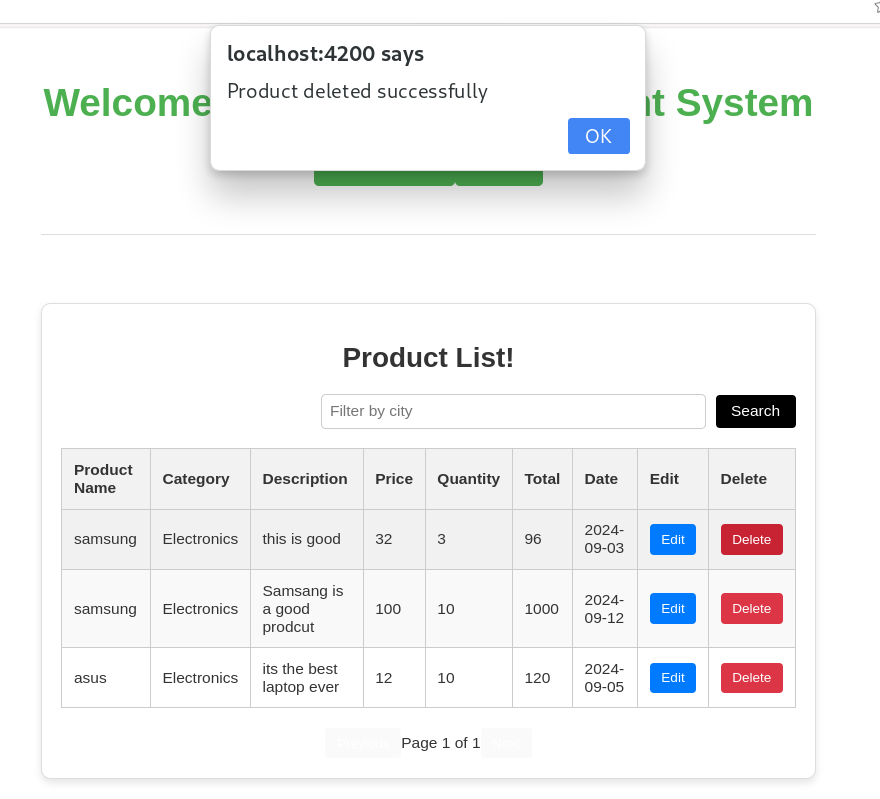 localhost:4200 says
Product deleted successfully
OK
Welcome nt System
Product List!
Filter by city Search
Product Name Category Description Price Quantity Total Date Edit Delete
samsung Electronics this is good 32 3 96 2024-09-03 Edit Delete
samsung Electronics Samsang is a good prodcut 100 10 1000 2024-09-12 Edit Delete
asus Electronics its the best laptop ever 12 10 120 2024-09-05 Edit Delete
Previous Page 1 of 1 Next